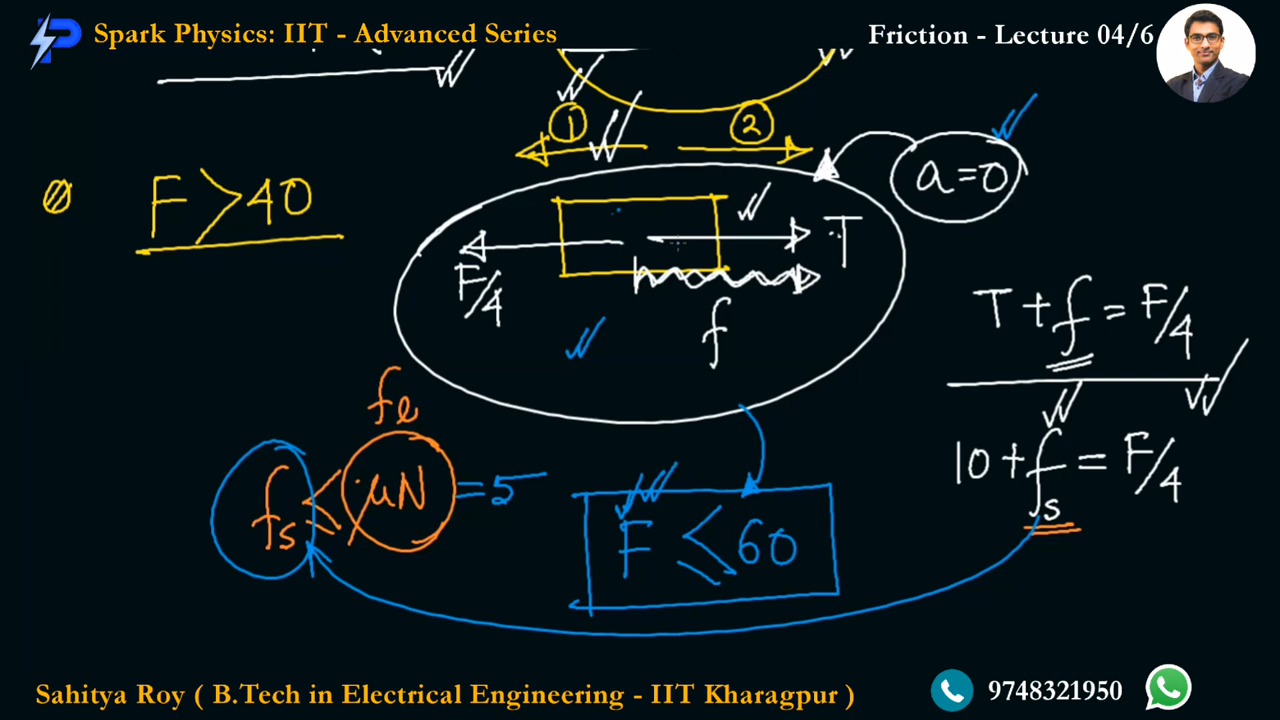 Spark Physics: IIT - Advanced Series
Friction - Lecture 04/6
1
2
a=0
F>40
T
F/4
f
T+f=F/4
fe
10+fs=F/4
fs≤μN=5
F≤60
Sahitya Roy ( B.Tech in Electrical Engineering - IIT Kharagpur )
9748321950